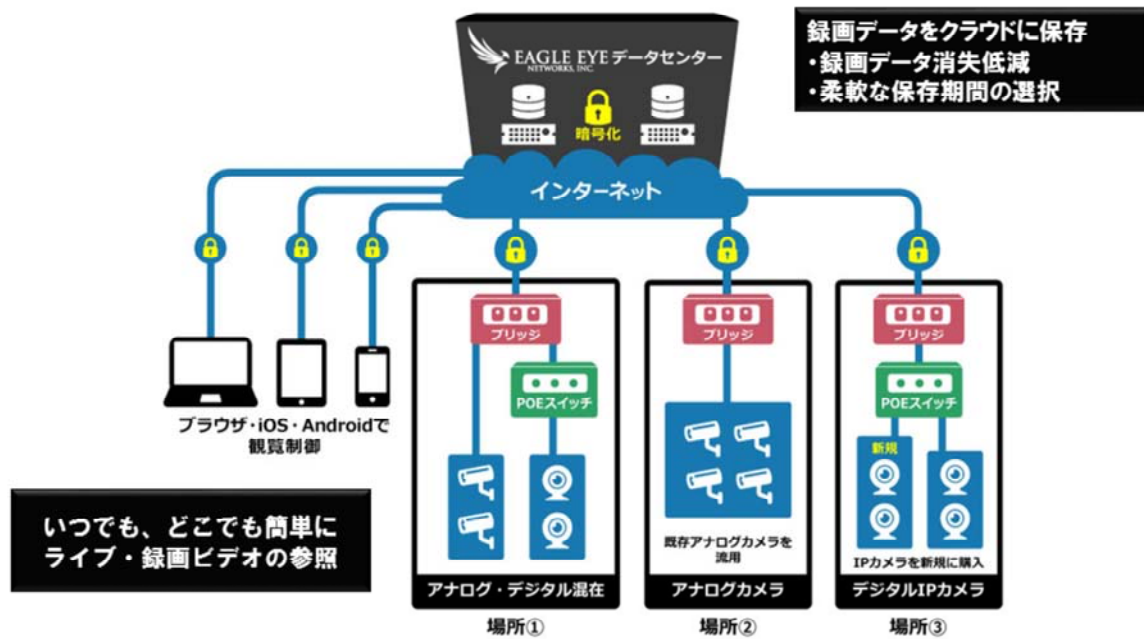 EAGLE EYE データセンター
NETWORKS, INC.
暗号化
インターネット
録画データをクラウドに保存
・録画データ消失低減
・柔軟な保存期間の選択
ブラウザ・iOS・Androidで
観覧制御
いつでも、どこでも簡単に
ライブ・録画ビデオの参照
ブリッジ
POEスイッチ
アナログ・デジタル混在
場所①
ブリッジ
既存アナログカメラを
流用
アナログカメラ
場所②
ブリッジ
POEスイッチ
新規
IPカメラを新規に購入
デジタルIPカメラ
場所③